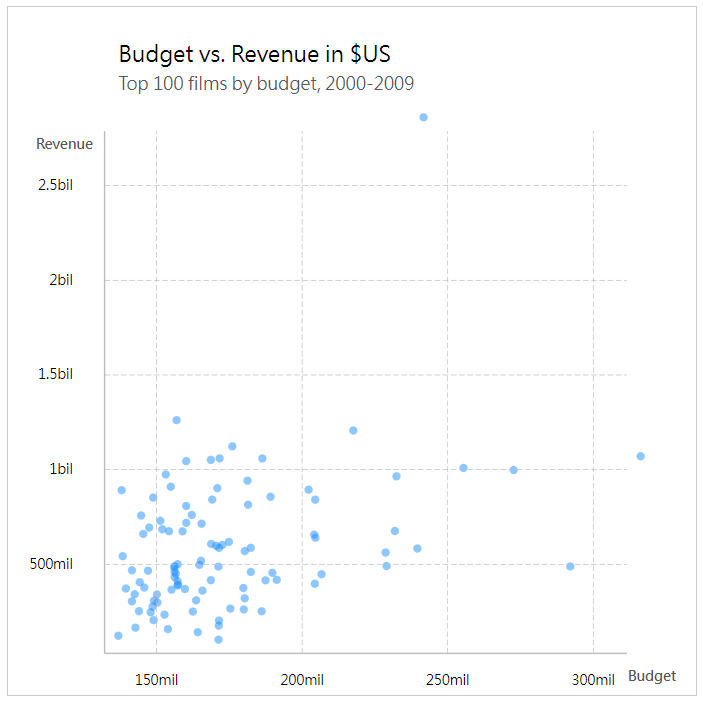 Budget vs. Revenue in $US
Top 100 films by budget, 2000-2009
Revenue
2.5bil
2bil
1.5bil
1bil
500mil
150mil 200mil 250mil 300mil Budget